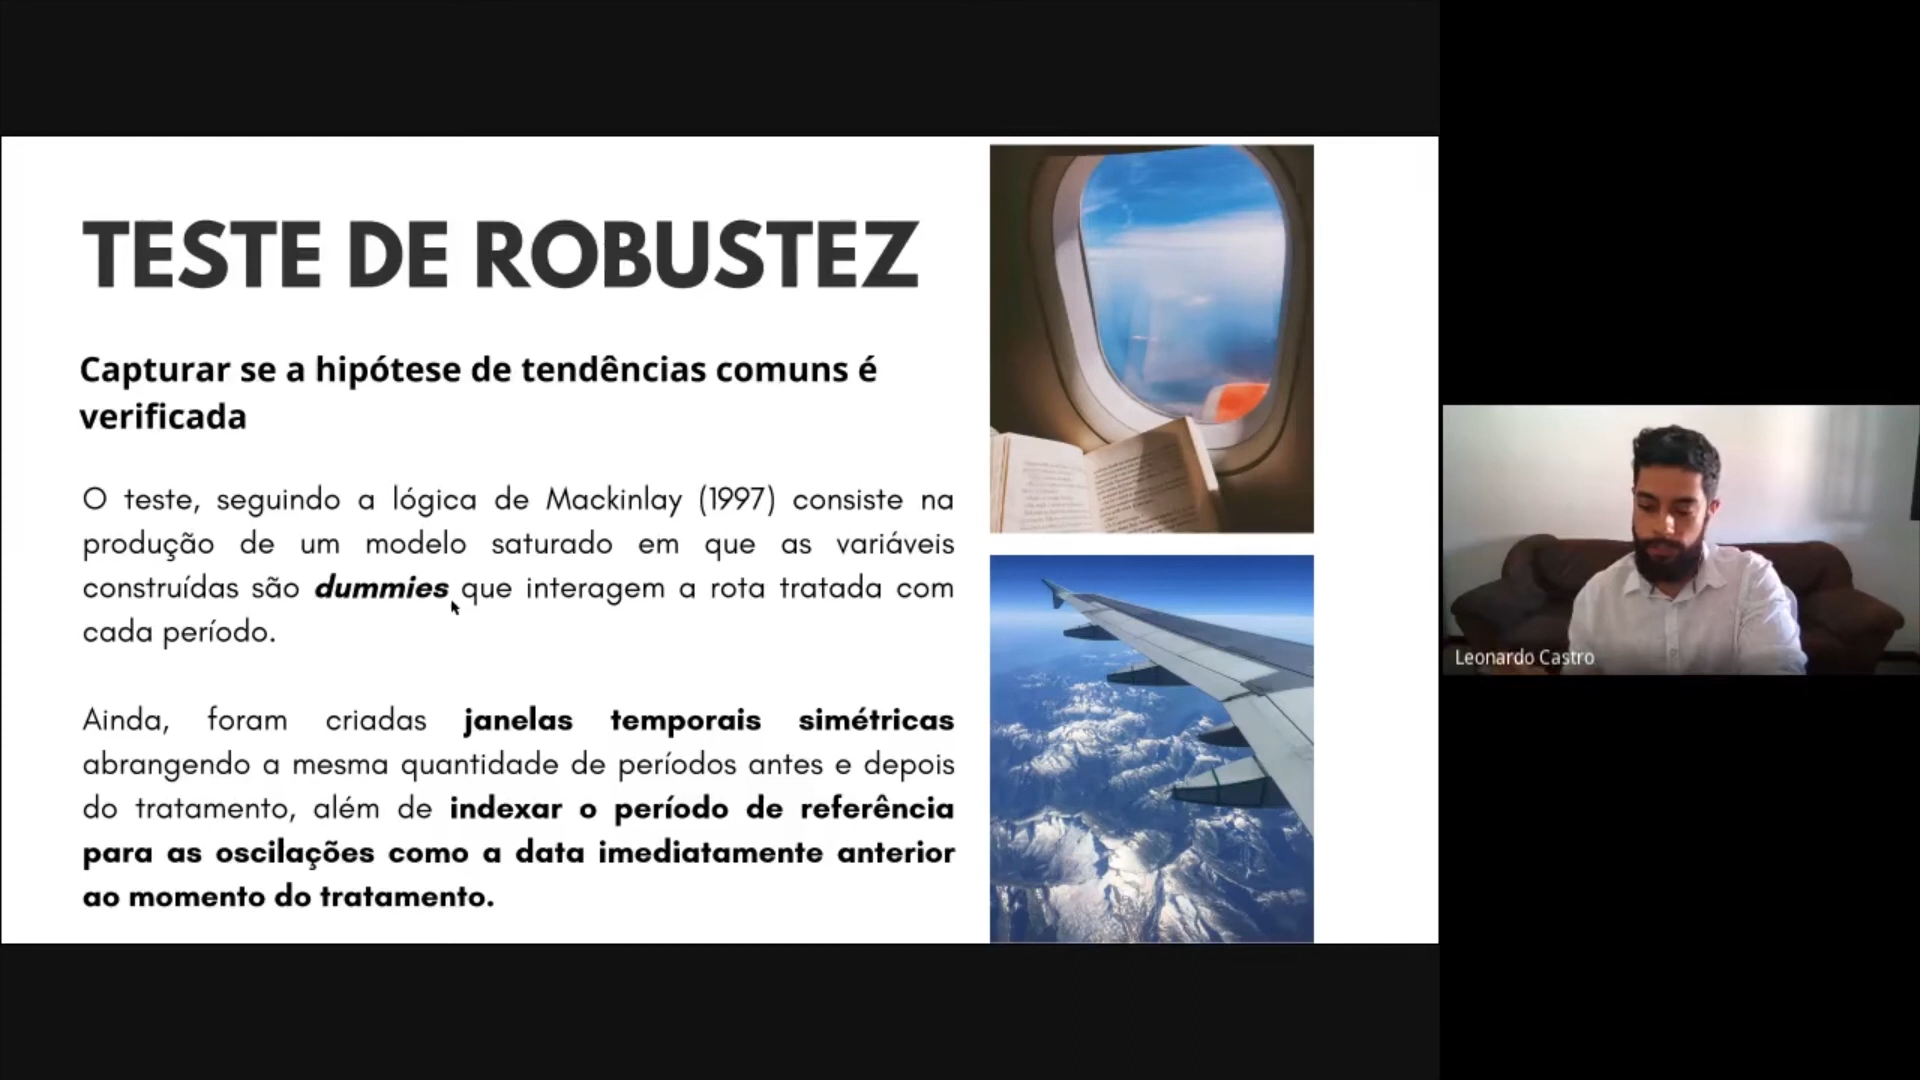 TESTE DE ROBUSTEZ
Capturar se a hipótese de tendências comuns é
verificada
O teste, seguindo a lógica de Mackinlay (1997) consiste na
produção de um modelo saturado em que as variáveis
construídas são dummies que interagem a rota tratada com
cada período.
Ainda, foram criadas janelas temporais simétricas
abrangendo a mesma quantidade de períodos antes e depois
do tratamento, além de indexar o período de referência
para as oscilações como a data imediatamente anterior
ao momento do tratamento.
Leonardo Castro